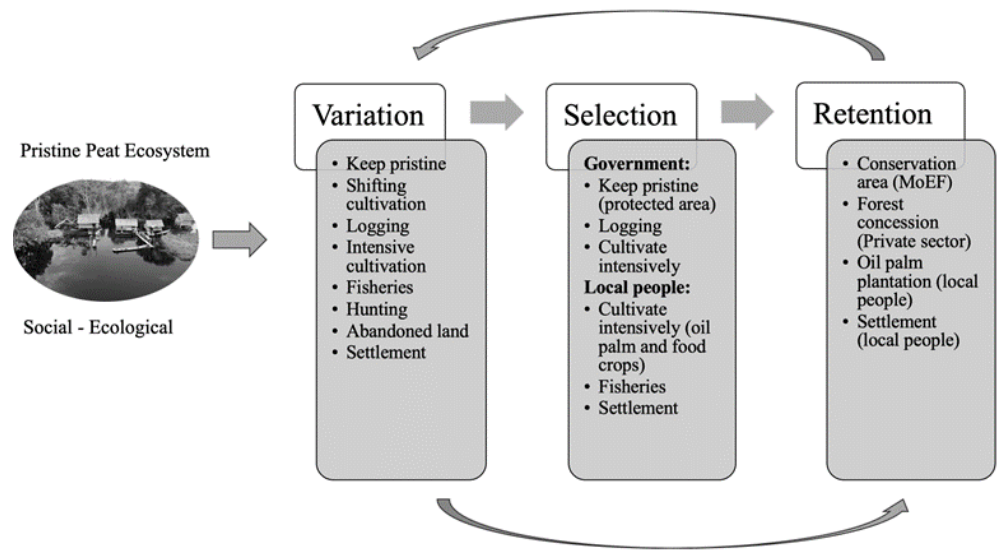 Pristine Peat Ecosystem
Social - Ecological
Variation
• Keep pristine
• Shifting
cultivation
• Logging
• Intensive
cultivation
• Fisheries
• Hunting
• Abandoned land
• Settlement
Selection
Government:
• Keep pristine
(protected area)
• Logging
• Cultivate
intensively
Local people:
• Cultivate
intensively (oil
palm and food
crops)
• Fisheries
• Settlement
Retention
• Conservation
area (MoEF)
• Forest
concession
(Private sector)
• Oil palm
plantation (local
people)
• Settlement
(local people)